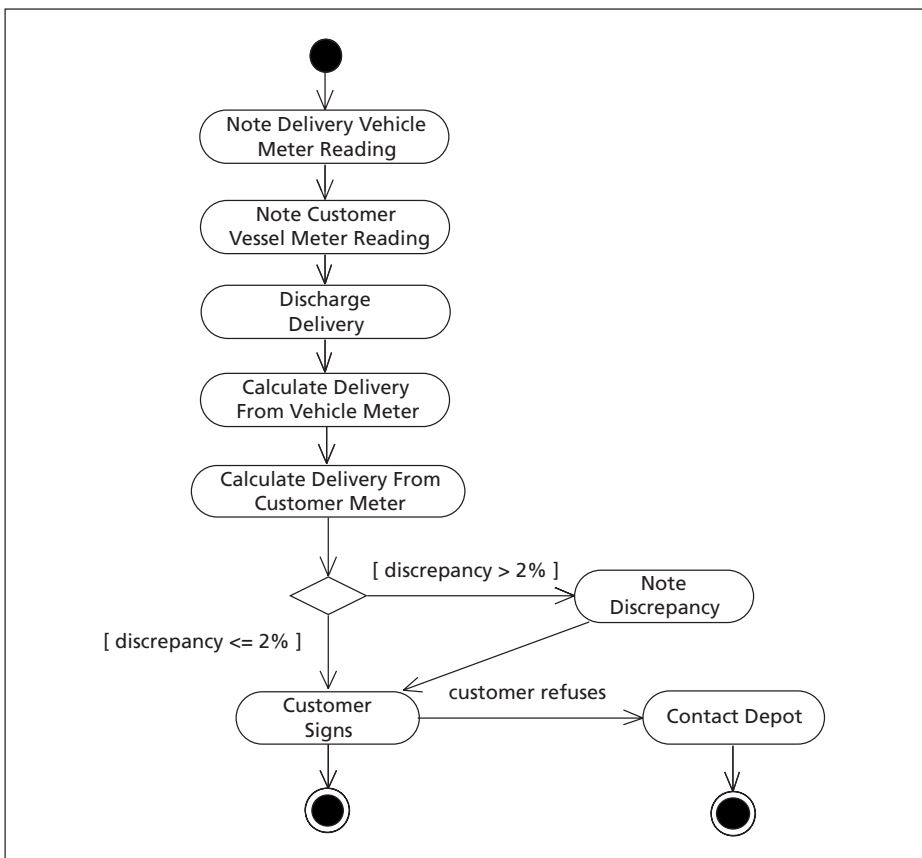 Note Delivery Vehicle
Meter Reading
Note Customer
Vessel Meter Reading
Discharge
Delivery
Calculate Delivery
From Vehicle Meter
Calculate Delivery From
Customer Meter
[ discrepancy > 2% ]
Note
Discrepancy
[ discrepancy <= 2% ]
Customer
Signs
customer refuses
Contact Depot